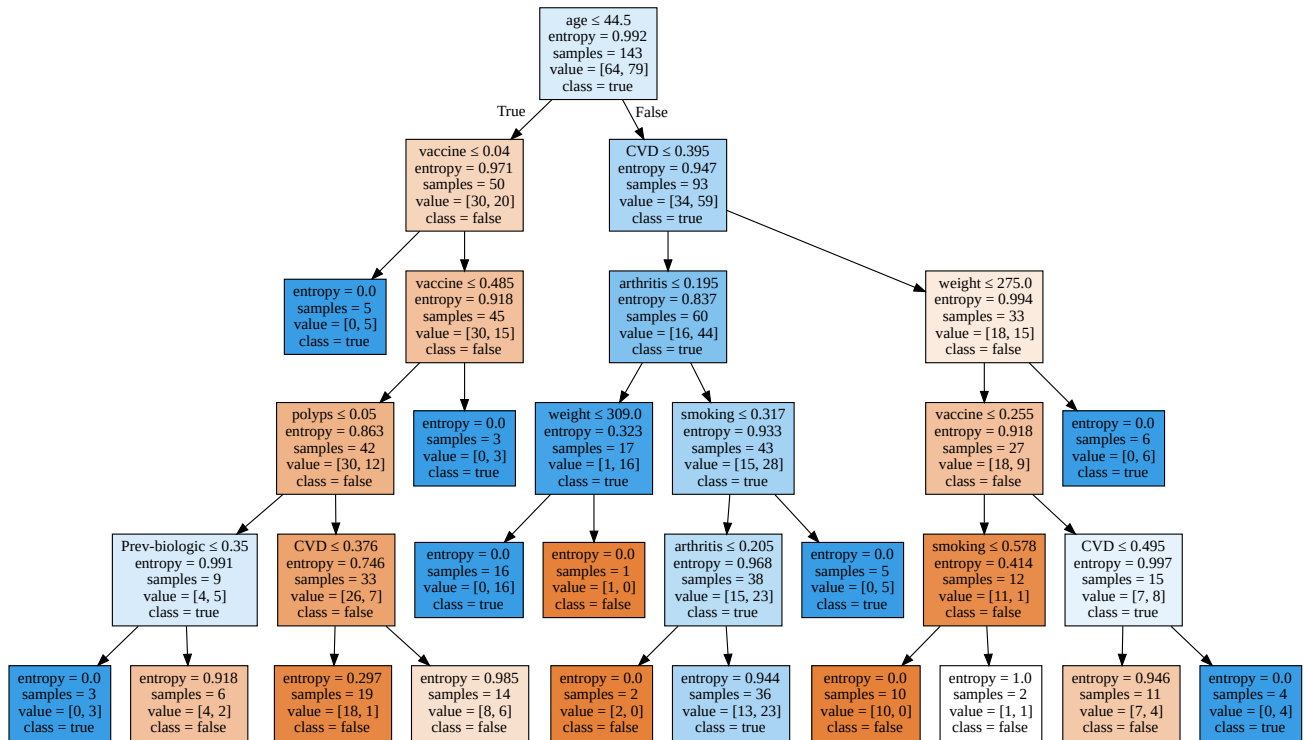 age ≤ 44.5
entropy = 0.992
samples = 143
value = [64, 79]
class = true
True
False
vaccine ≤ 0.04
entropy = 0.971
samples = 50
value = [30, 20]
class = false
CVD ≤ 0.395
entropy = 0.947
samples = 93
value = [34, 59]
class = true
entropy = 0.0
samples = 5
value = [0, 5]
class = true
vaccine ≤ 0.485
entropy = 0.918
samples = 45
value = [30, 15]
class = false
arthritis ≤ 0.195
entropy = 0.837
samples = 60
value = [16, 44]
class = true
weight ≤ 275.0
entropy = 0.994
samples = 33
value = [18, 15]
class = false
polyps ≤ 0.05
entropy = 0.863
samples = 42
value = [30, 12]
class = false
entropy = 0.0
samples = 3
value = [0, 3]
class = true
weight ≤ 309.0
entropy = 0.323
samples = 17
value = [1, 16]
class = true
smoking ≤ 0.317
entropy = 0.933
samples = 43
value = [15, 28]
class = true
vaccine ≤ 0.255
entropy = 0.918
samples = 27
value = [18, 9]
class = false
entropy = 0.0
samples = 6
value = [0, 6]
class = true
Prev-biologic ≤ 0.35
entropy = 0.991
samples = 9
value = [4, 5]
class = true
CVD ≤ 0.376
entropy = 0.746
samples = 33
value = [26, 7]
class = false
entropy = 0.0
samples = 16
value = [0, 16]
class = true
entropy = 0.0
samples = 1
value = [1, 0]
class = false
arthritis ≤ 0.205
entropy = 0.968
samples = 38
value = [15, 23]
class = true
entropy = 0.0
samples = 5
value = [0, 5]
class = true
smoking ≤ 0.578
entropy = 0.414
samples = 12
value = [11, 1]
class = false
CVD ≤ 0.495
entropy = 0.997
samples = 15
value = [7, 8]
class = true
entropy = 0.0
samples = 3
value = [0, 3]
class = true
entropy = 0.918
samples = 6
value = [4, 2]
class = false
entropy = 0.297
samples = 19
value = [18, 1]
class = false
entropy = 0.985
samples = 14
value = [8, 6]
class = false
entropy = 0.0
samples = 2
value = [2, 0]
class = false
entropy = 0.944
samples = 36
value = [13, 23]
class = true
entropy = 0.0
samples = 10
value = [10, 0]
class = false
entropy = 1.0
samples = 2
value = [1, 1]
class = false
entropy = 0.946
samples = 11
value = [7, 4]
class = false
entropy = 0.0
samples = 4
value = [0, 4]
class = true